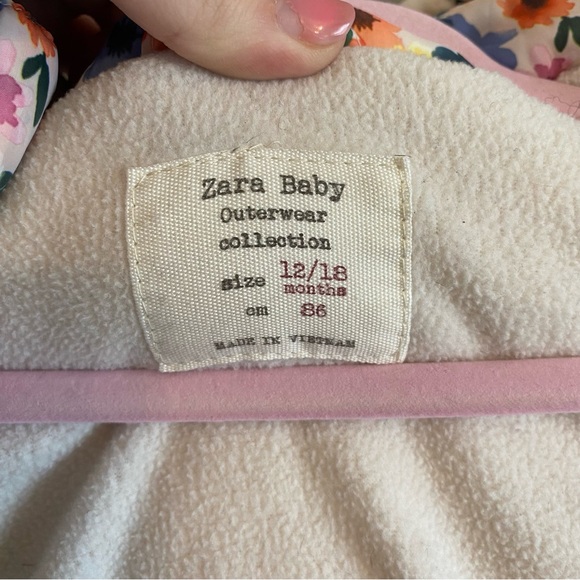 Zara Baby
Outerwear
collection
size 12/18
months
cm 86
MADE IN VIETNAM